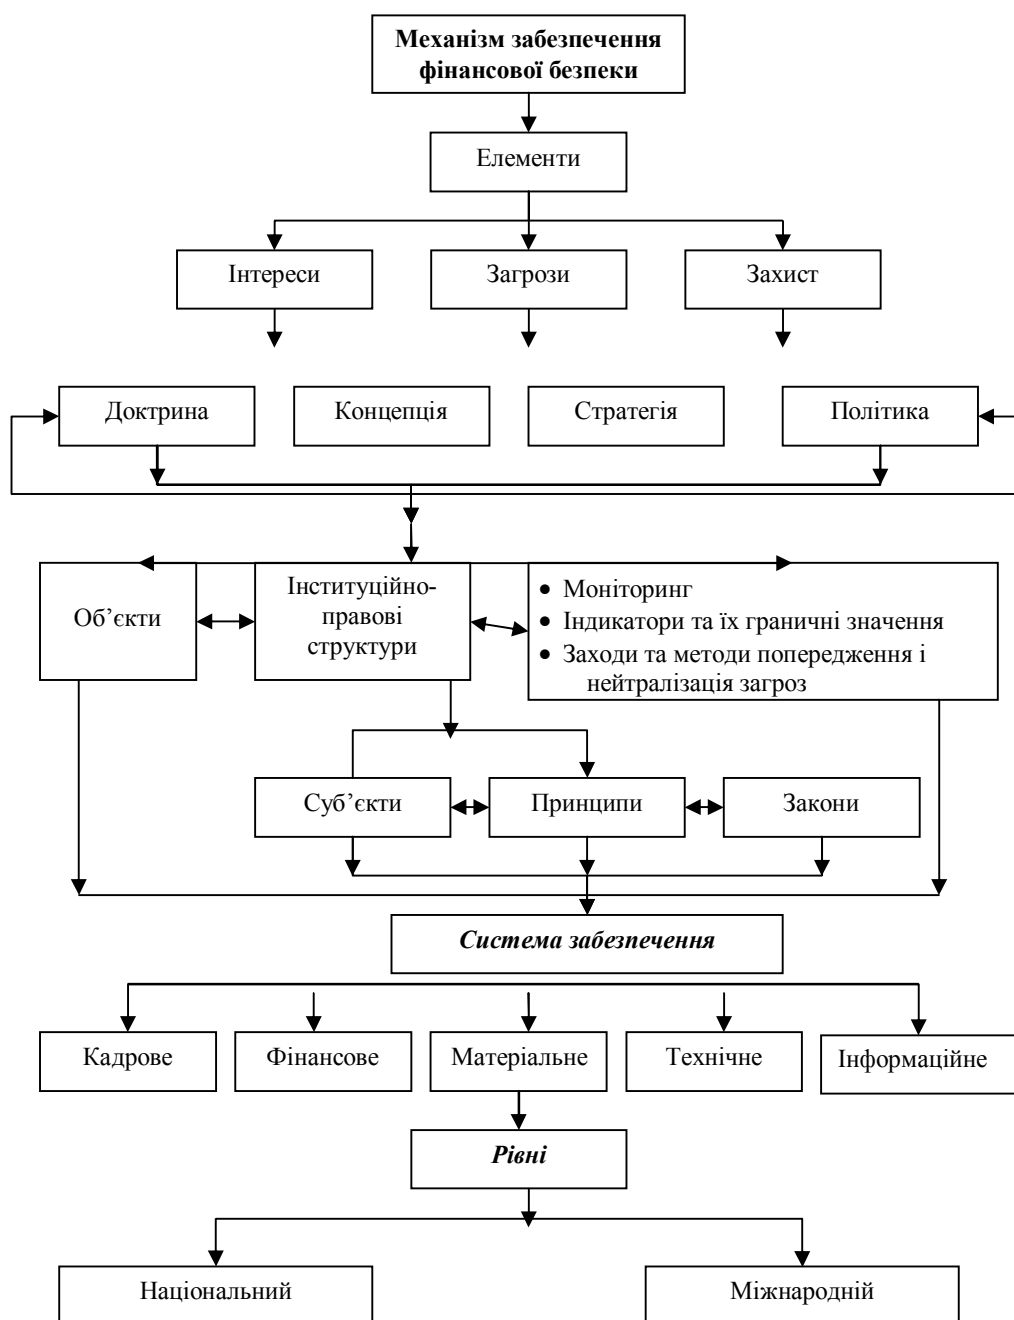 Механізм забезпечення
фінансової безпеки
Елементи
Інтереси
Загрози
Захист
Доктрина
Концепція
Стратегія
Політика
Об’єкти
Інституційно-
правові
структури
• Моніторинг
• Індикатори та їх граничні значення
• Заходи та методи попередження і
нейтралізація загроз
Суб’єкти
Принципи
Закони
Система забезпечення
Кадрове
Фінансове
Матеріальне
Технічне
Інформаційне
Рівні
Національний
Міжнародній